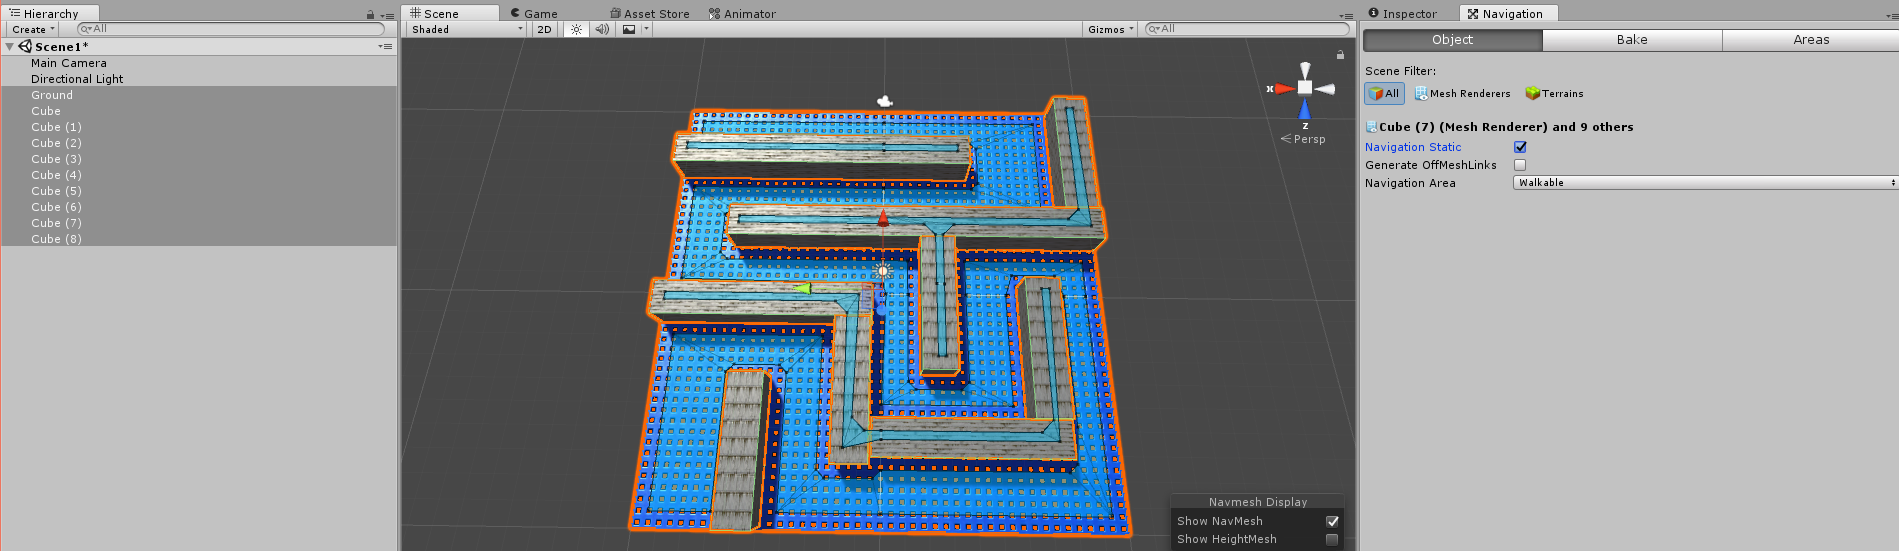 Hierarchy
Create
All
Scene1*
Main Camera
Directional Light
Ground
Cube
Cube (1)
Cube (2)
Cube (3)
Cube (4)
Cube (5)
Cube (6)
Cube (7)
Cube (8)
Scene
Game
Asset Store
Animator
Shaded
2D
Gizmos
All
x
z
Persp
Navmesh Display
Show NavMesh
Show HeightMesh
Inspector
Navigation
Object
Bake
Areas
Scene Filter:
All
Mesh Renderers
Terrains
Cube (7) (Mesh Renderer) and 9 others
Navigation Static
Generate OffMeshLinks
Navigation Area
Walkable